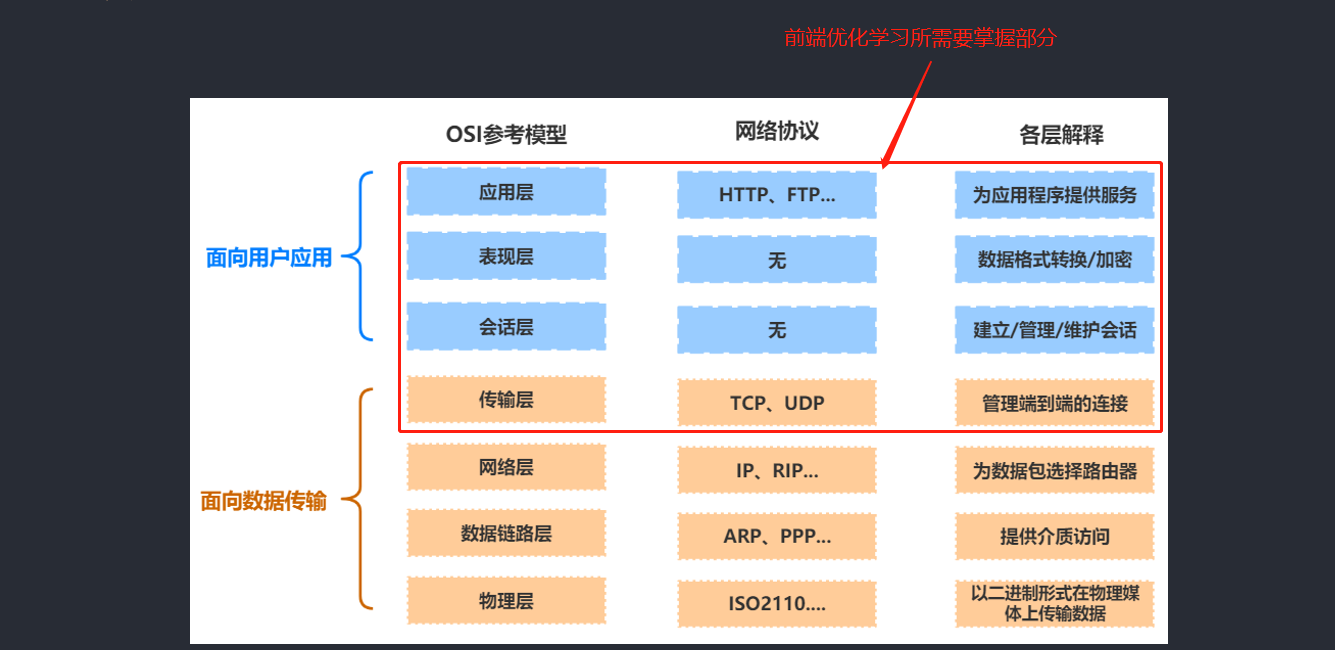 前端优化学习所需要掌握部分
OSI参考模型
网络协议
各层解释
应用层
HTTP、FTP...
为应用程序提供服务
面向用户应用
表现层
无
数据格式转换/加密
会话层
无
建立/管理/维护会话
传输层
TCP、UDP
管理端到端的连接
网络层
IP、RIP...
为数据包选择路由器
面向数据传输
数据链路层
ARP、PPP...
提供介质访问
物理层
ISO2110....
以二进制形式在物理媒
体上传输数据